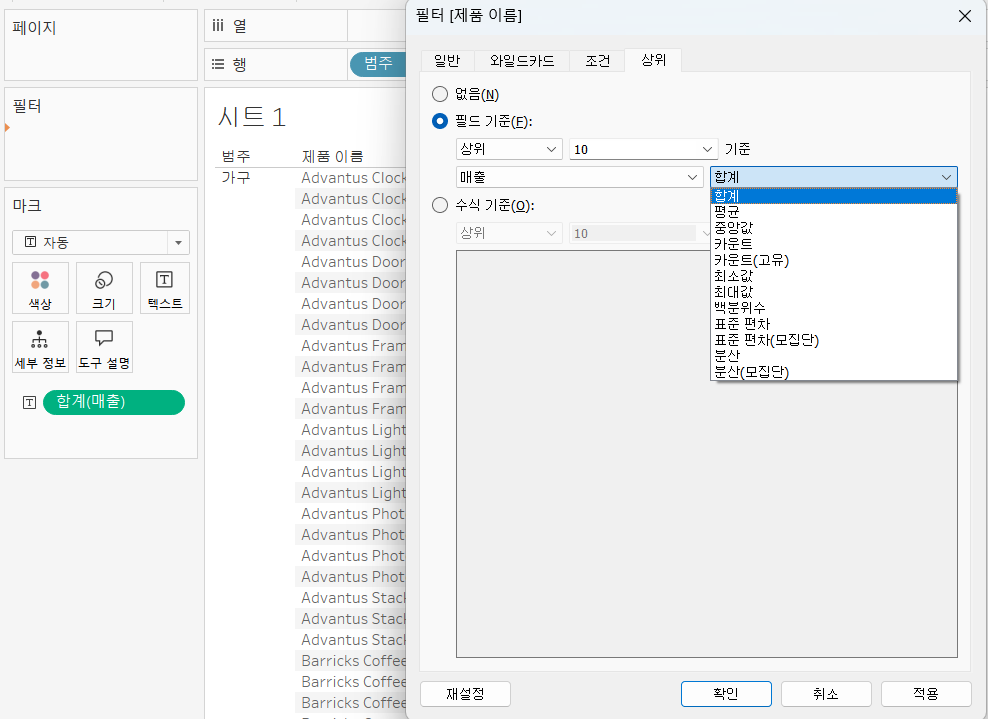 페이지
필터
마크
자동
색상
크기
텍스트
세부 정보
도구 설명
합계(매출)
열
행
범주
시트 1
범주
제품 이름
가구
Advantus Clock
Advantus Clock
Advantus Clock
Advantus Clock
Advantus Door
Advantus Door
Advantus Door
Advantus Door
Advantus Fram
Advantus Fram
Advantus Fram
Advantus Fram
Advantus Light
Advantus Light
Advantus Light
Advantus Light
Advantus Phot
Advantus Phot
Advantus Phot
Advantus Phot
Advantus Stack
Advantus Stack
Advantus Stack
Barricks Coffee
Barricks Coffee
Barricks Coffee
필터 [제품 이름]
일반
와일드카드
조건
상위
없음(N)
필드 기준(F):
상위
10
기준
매출
합계
합계
평균
중앙값
카운트
카운트(고유)
최소값
최대값
백분위수
표준 편차
표준 편차(모집단)
분산
분산(모집단)
수식 기준(O):
상위
10
재설정
확인
취소
적용